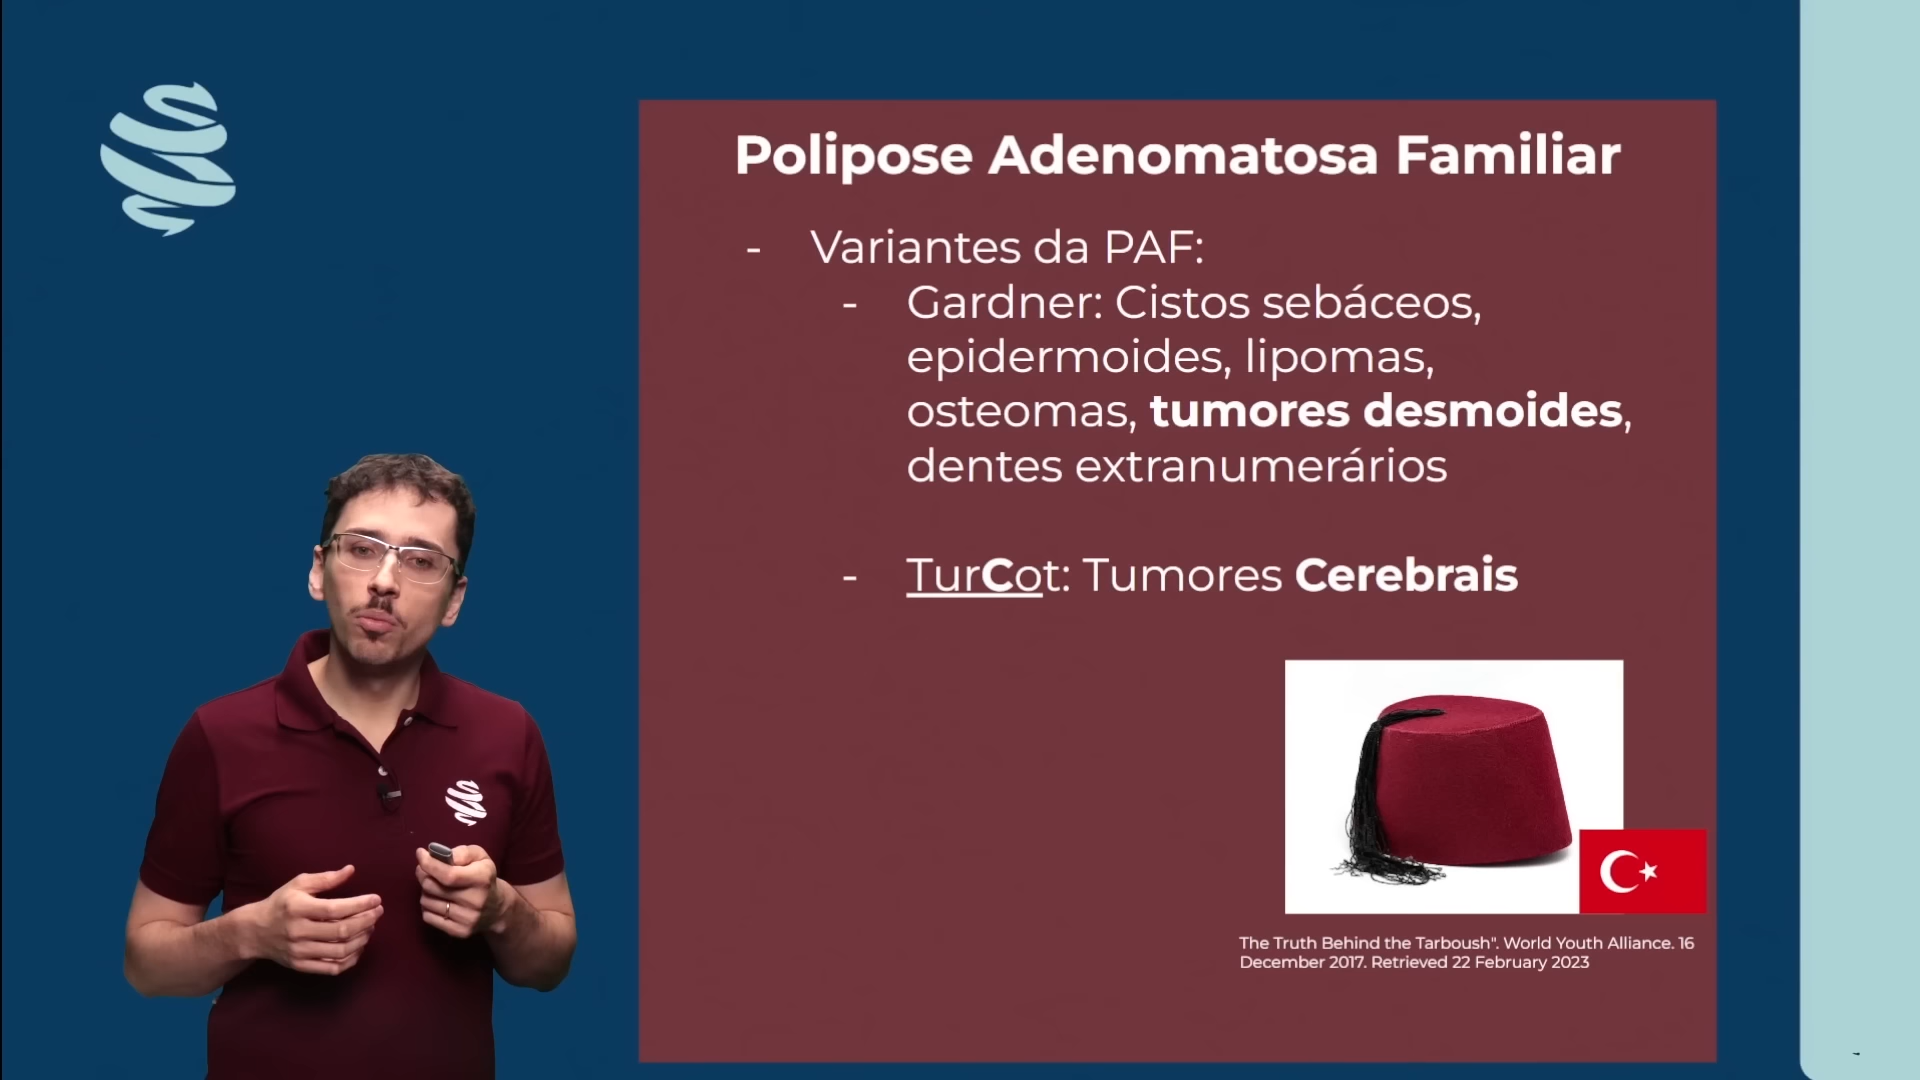 Polipose Adenomatosa Familiar
- Variantes da PAF:
- Gardner: Cistos sebáceos,
epidermoides, lipomas,
osteomas, tumores desmoides,
dentes extranumerários
- TurCot: Tumores Cerebrais
The Truth Behind the Tarboush". World Youth Alliance. 16
December 2017. Retrieved 22 February 2023